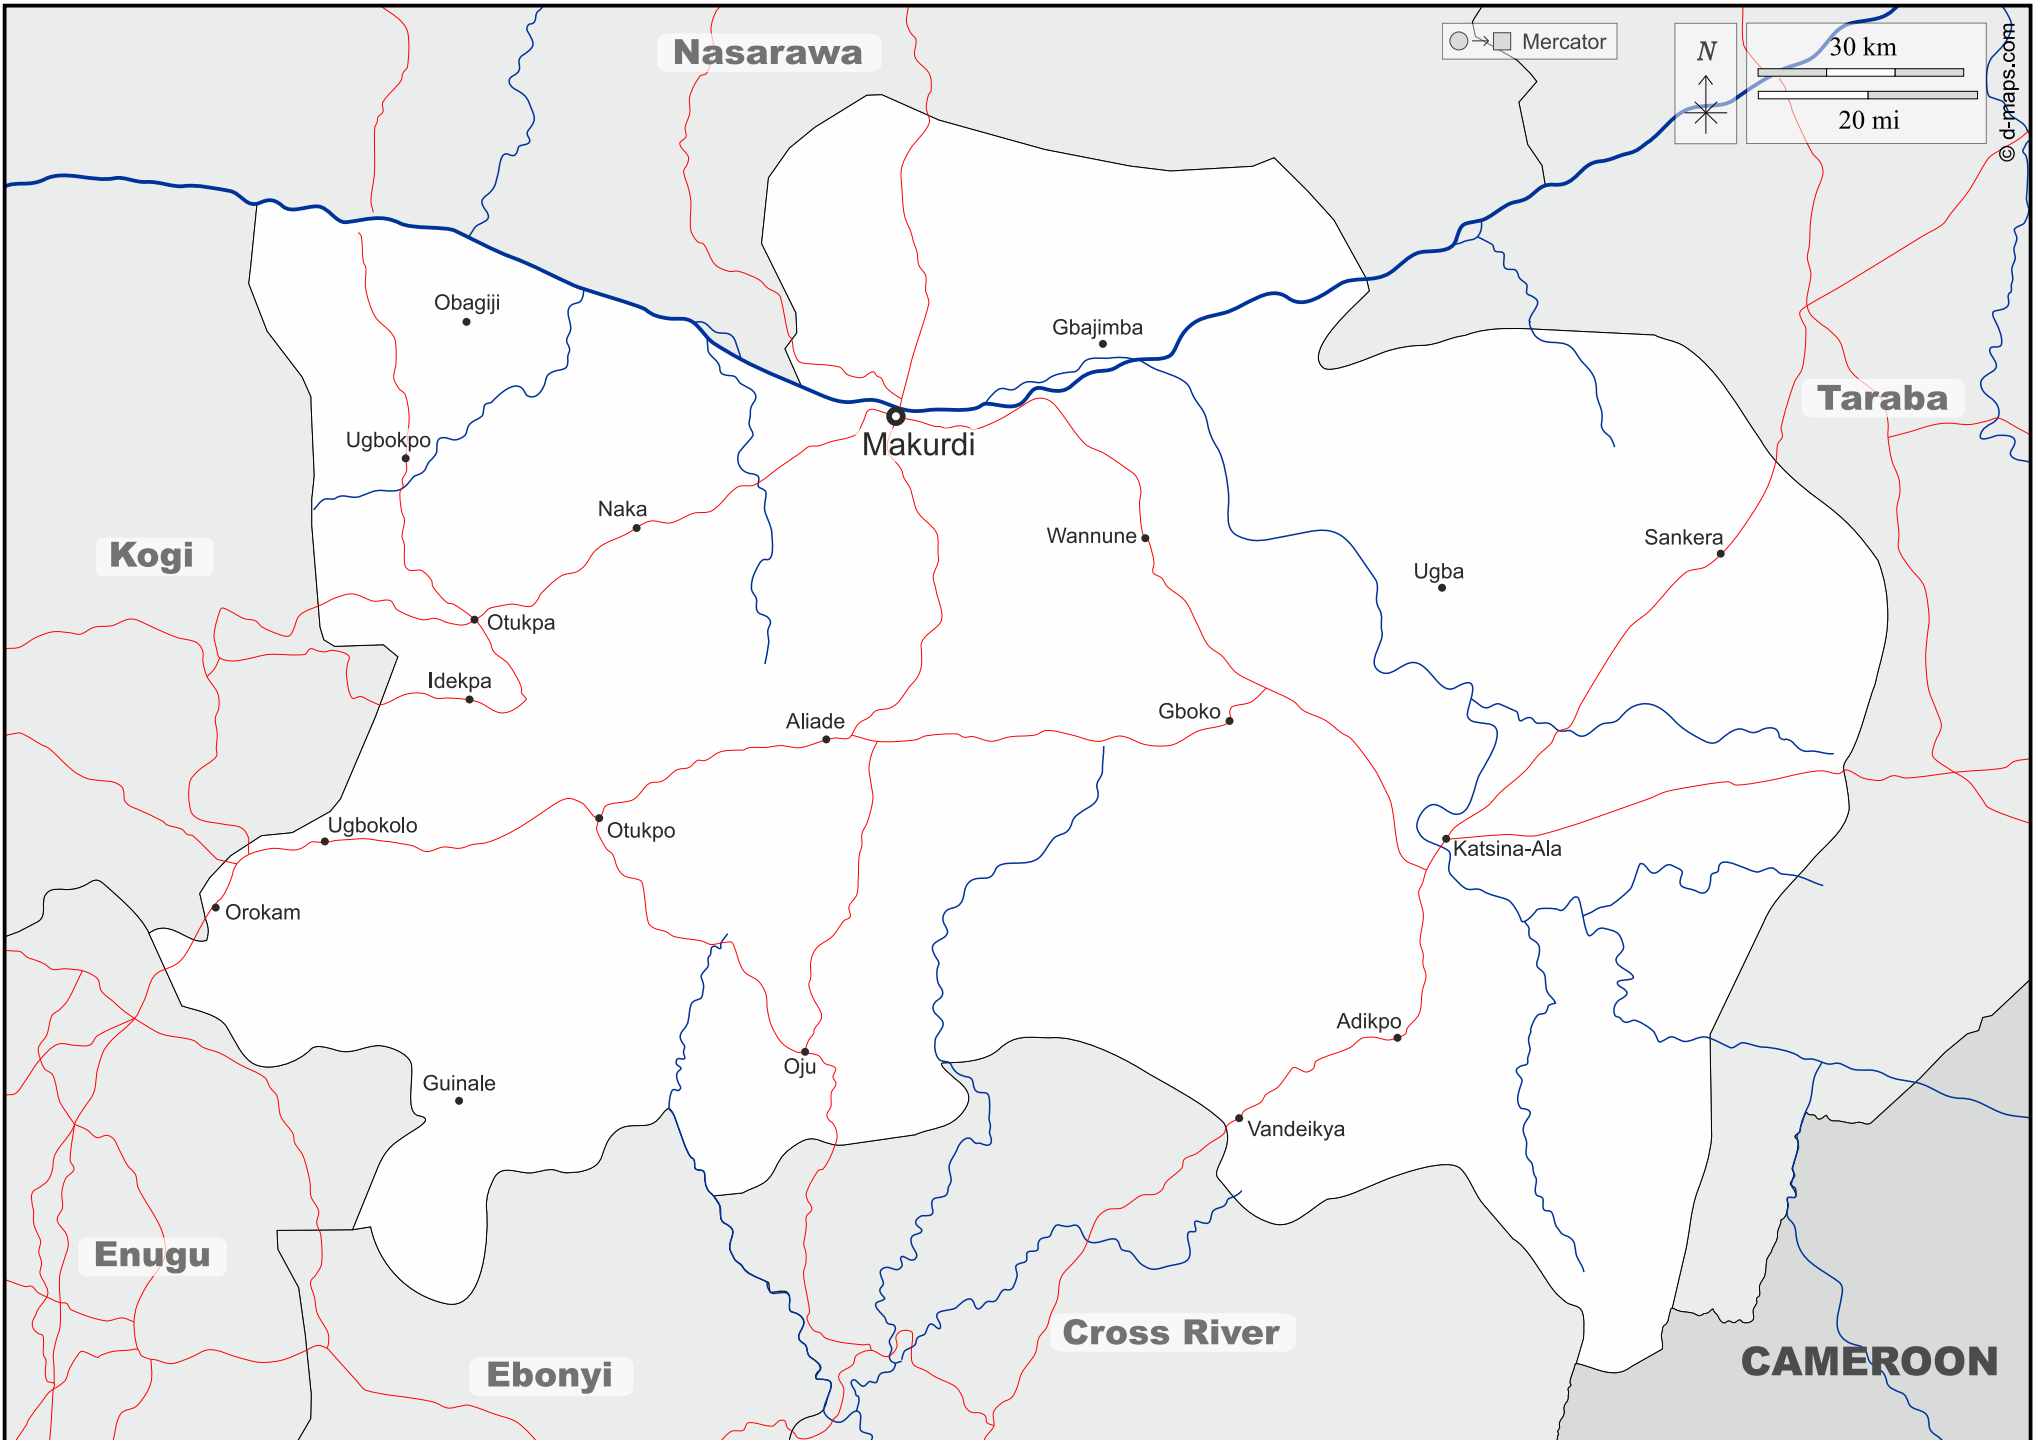 Nasarawa
Mercator
N
30 km
20 mi
© d-maps.com
Obagiji
Gbajimba
Taraba
Ugbokpo
Makurdi
Naka
Wannune
Sankera
Kogi
Ugba
Otukpa
Idekpa
Gboko
Aliade
Ugbokolo
Otukpo
Katsina-Ala
Orokam
Adikpo
Oju
Guinale
Vandeikya
Enugu
Cross River
Ebonyi
CAMEROON